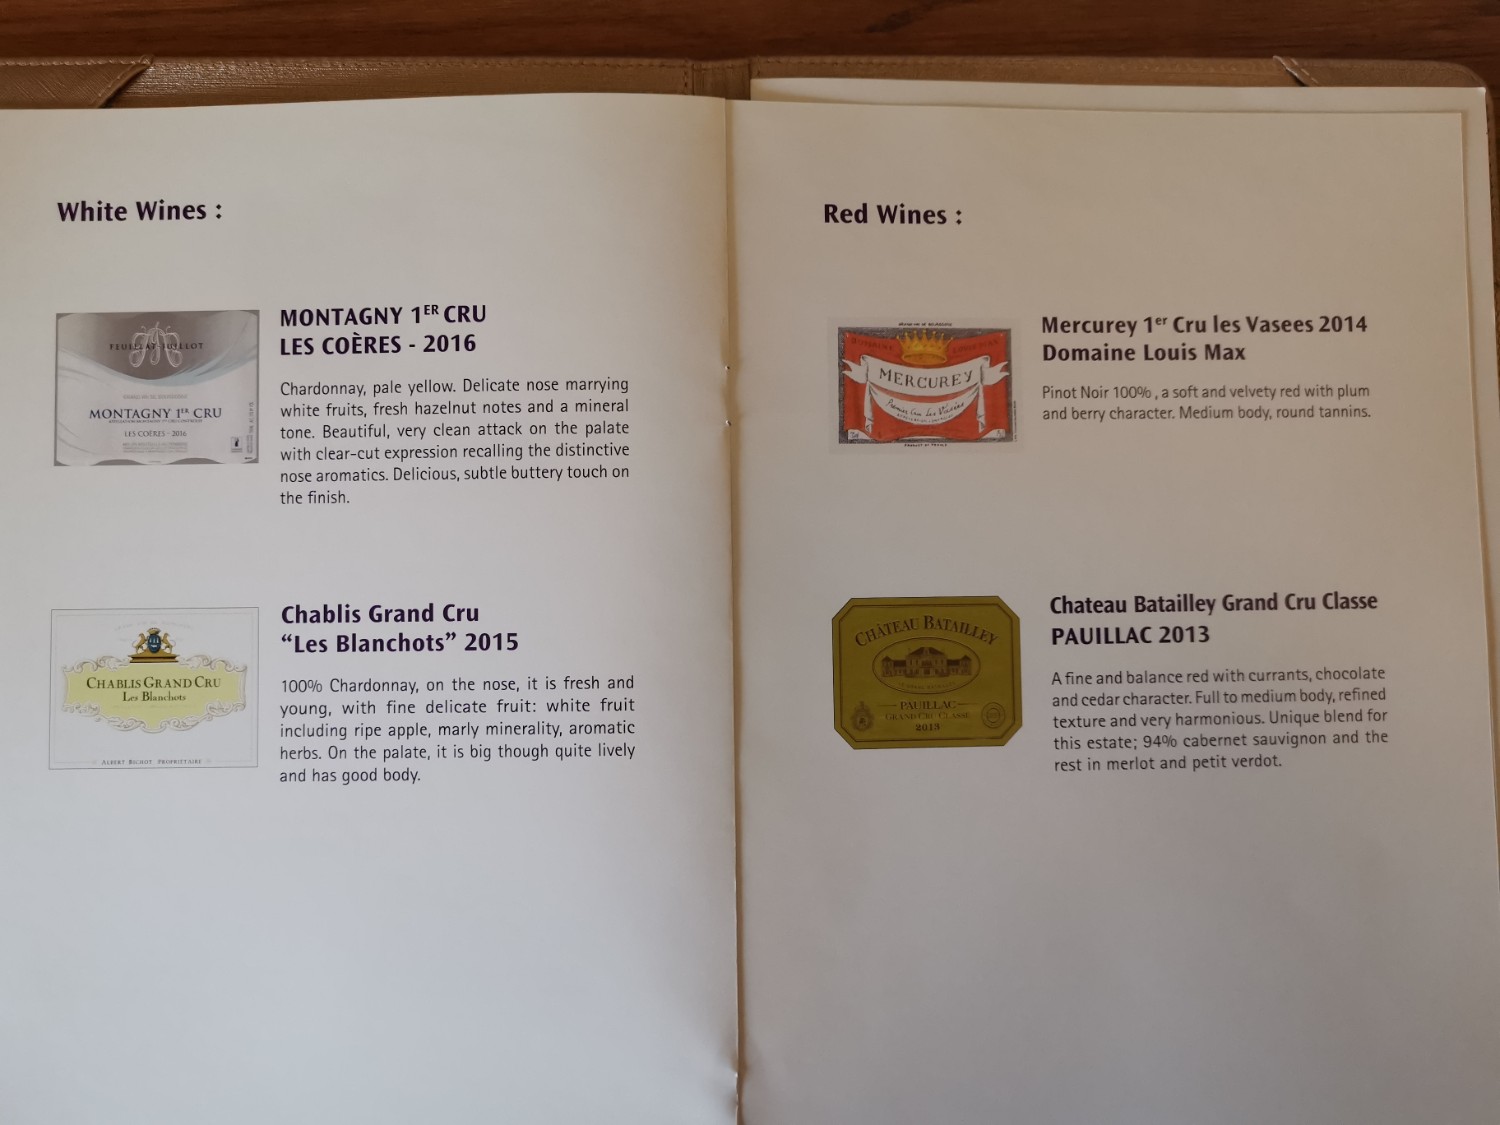 White Wines :
FEUILLAT-JUILLOT
MONTAGNY 1ER CRU
LES COÈRES - 2016
MONTAGNY 1ER CRU
LES COÈRES - 2016
Chardonnay, pale yellow. Delicate nose marrying
white fruits, fresh hazelnut notes and a mineral
tone. Beautiful, very clean attack on the palate
with clear-cut expression recalling the distinctive
nose aromatics. Delicious, subtle buttery touch on
the finish.
CHABLIS GRAND CRU
Les Blanchots
ALBERT BICHOT PROPRIETAIRE
Chablis Grand Cru
“Les Blanchots” 2015
100% Chardonnay, on the nose, it is fresh and
young, with fine delicate fruit: white fruit
including ripe apple, marly minerality, aromatic
herbs. On the palate, it is big though quite lively
and has good body.
Red Wines :
MERCUREY
Premier Cru Les Vasées
Mercurey 1er Cru les Vasees 2014
Domaine Louis Max
Pinot Noir 100% , a soft and velvety red with plum
and berry character. Medium body, round tannins.
CHÂTEAU BATAILLEY
PAUILLAC
GRAND CRU CLASSÉ
2013
Chateau Batailley Grand Cru Classe
PAUILLAC 2013
A fine and balance red with currants, chocolate
and cedar character. Full to medium body, refined
texture and very harmonious. Unique blend for
this estate; 94% cabernet sauvignon and the
rest in merlot and petit verdot.